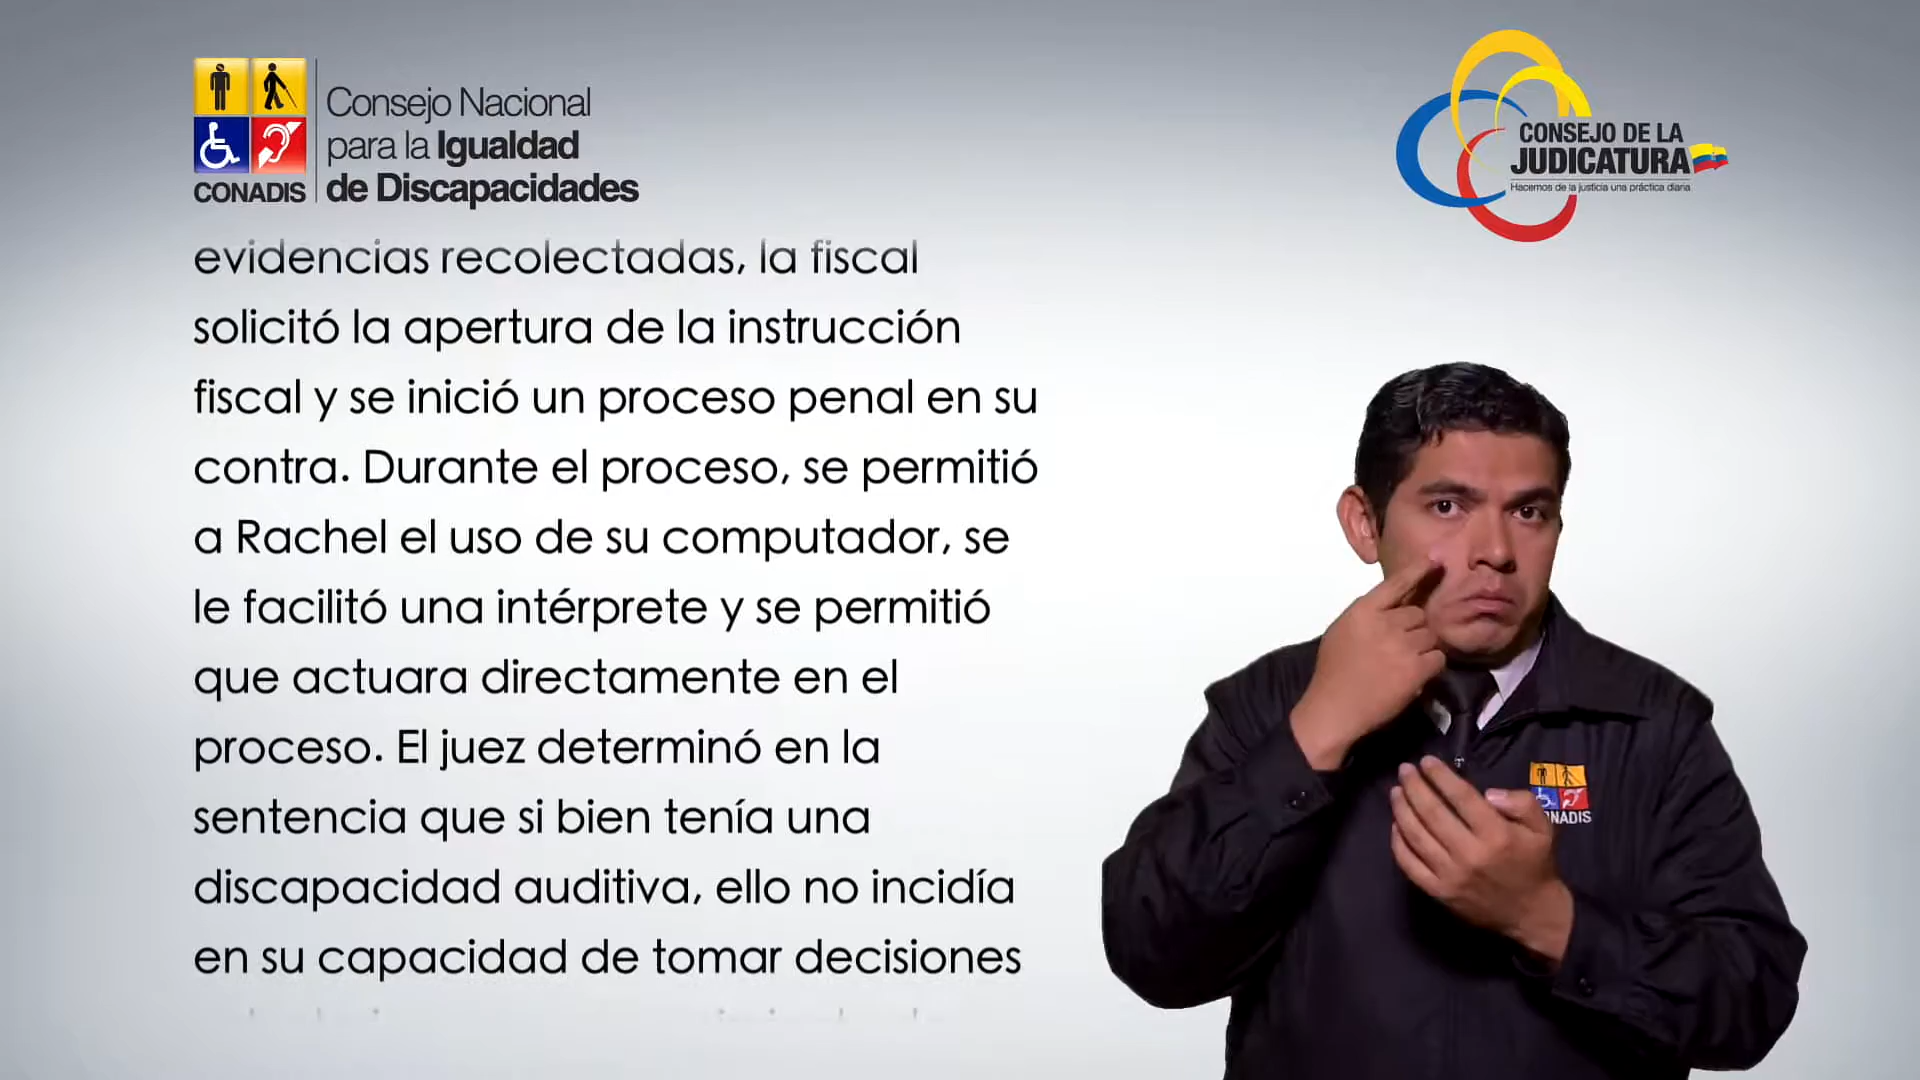 CONADIS
Consejo Nacional
para la Igualdad
de Discapacidades
CONSEJO DE LA
JUDICATURA
Hacemos de la justicia una práctica diaria
evidencias recolectadas, la fiscal
solicitó la apertura de la instrucción
fiscal y se inició un proceso penal en su
contra. Durante el proceso, se permitió
a Rachel el uso de su computador, se
le facilitó una intérprete y se permitió
que actuara directamente en el
proceso. El juez determinó en la
sentencia que si bien tenía una
discapacidad auditiva, ello no incidía
en su capacidad de tomar decisiones